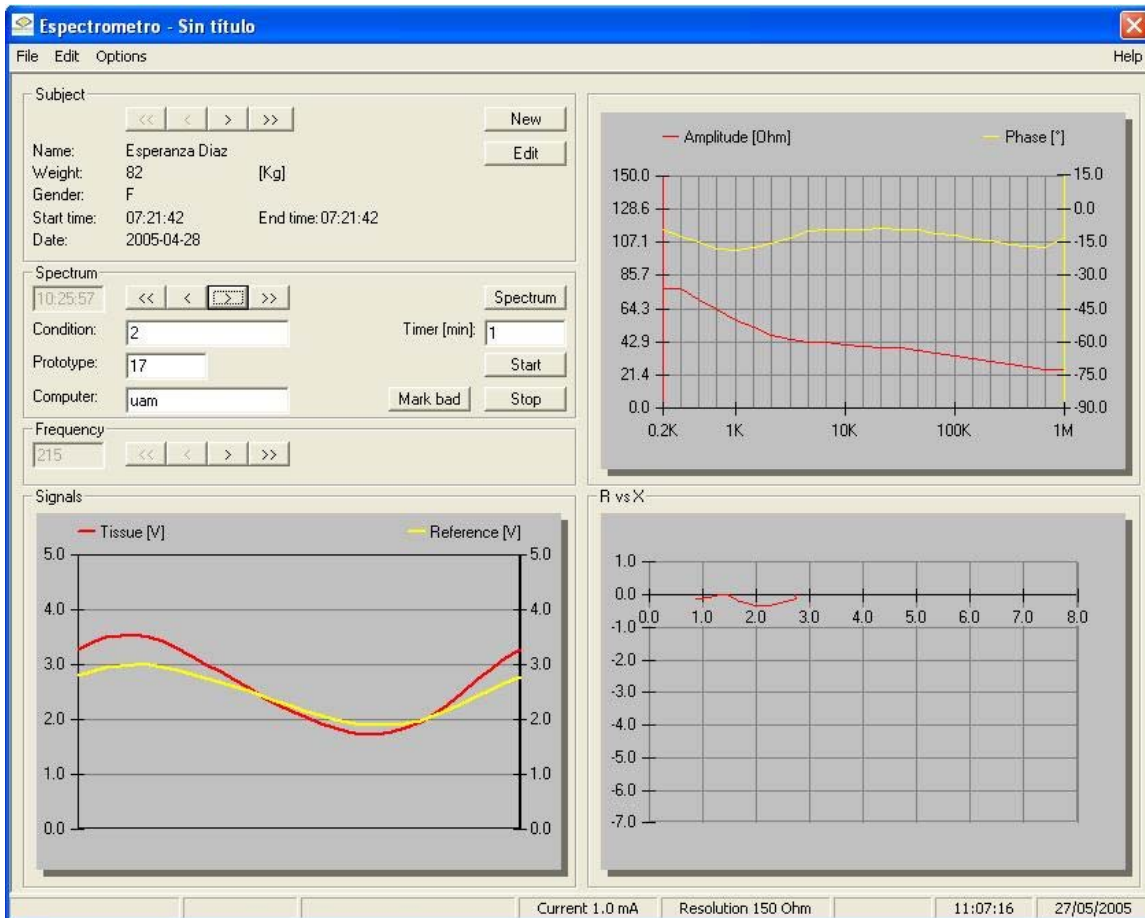 Espectrometro - Sin título
File Edit Options Help
Subject
<< < > >> New
Name: Esperanza Diaz Edit
Weight: 82 [Kg]
Gender: F
Start time: 07:21:42 End time: 07:21:42
Date: 2005-04-28
Spectrum
10:25:57 << < > >> Spectrum
Condition: 2 Timer [min]: 1
Prototype: 17 Start
Computer: uam Mark bad Stop
Frequency
215 << < > >>
Amplitude [Ohm] Phase [°]
150.0 15.0
128.6 0.0
107.1 -15.0
85.7 -30.0
64.3 -45.0
42.9 -60.0
21.4 -75.0
0.0 -90.0
0.2K 1K 10K 100K 1M
Signals
Tissue [V] Reference [V]
5.0 5.0
4.0 4.0
3.0 3.0
2.0 2.0
1.0 1.0
0.0 0.0
R vs X
1.0
0.0
0.0 1.0 2.0 3.0 4.0 5.0 6.0 7.0 8.0
-1.0
-2.0
-3.0
-4.0
-5.0
-6.0
-7.0
Current 1.0 mA Resolution 150 Ohm 11:07:16 27/05/2005